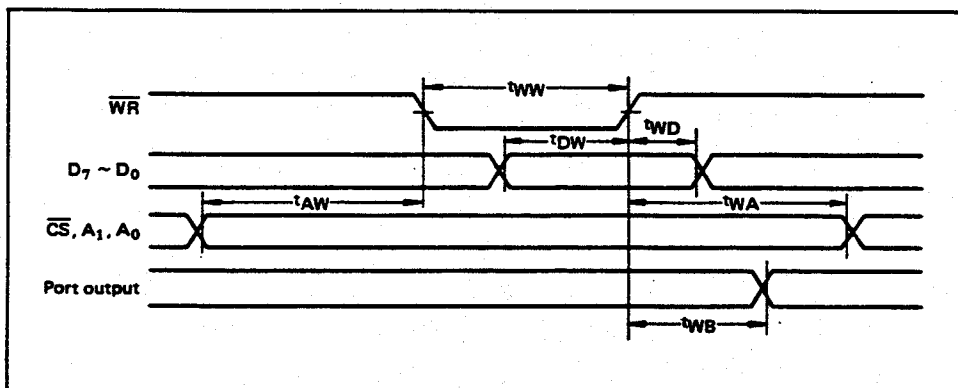 tWW
WR
tDW
tWD
D7 ~ D0
tAW
tWA
CS, A1, A0
Port output
tWB